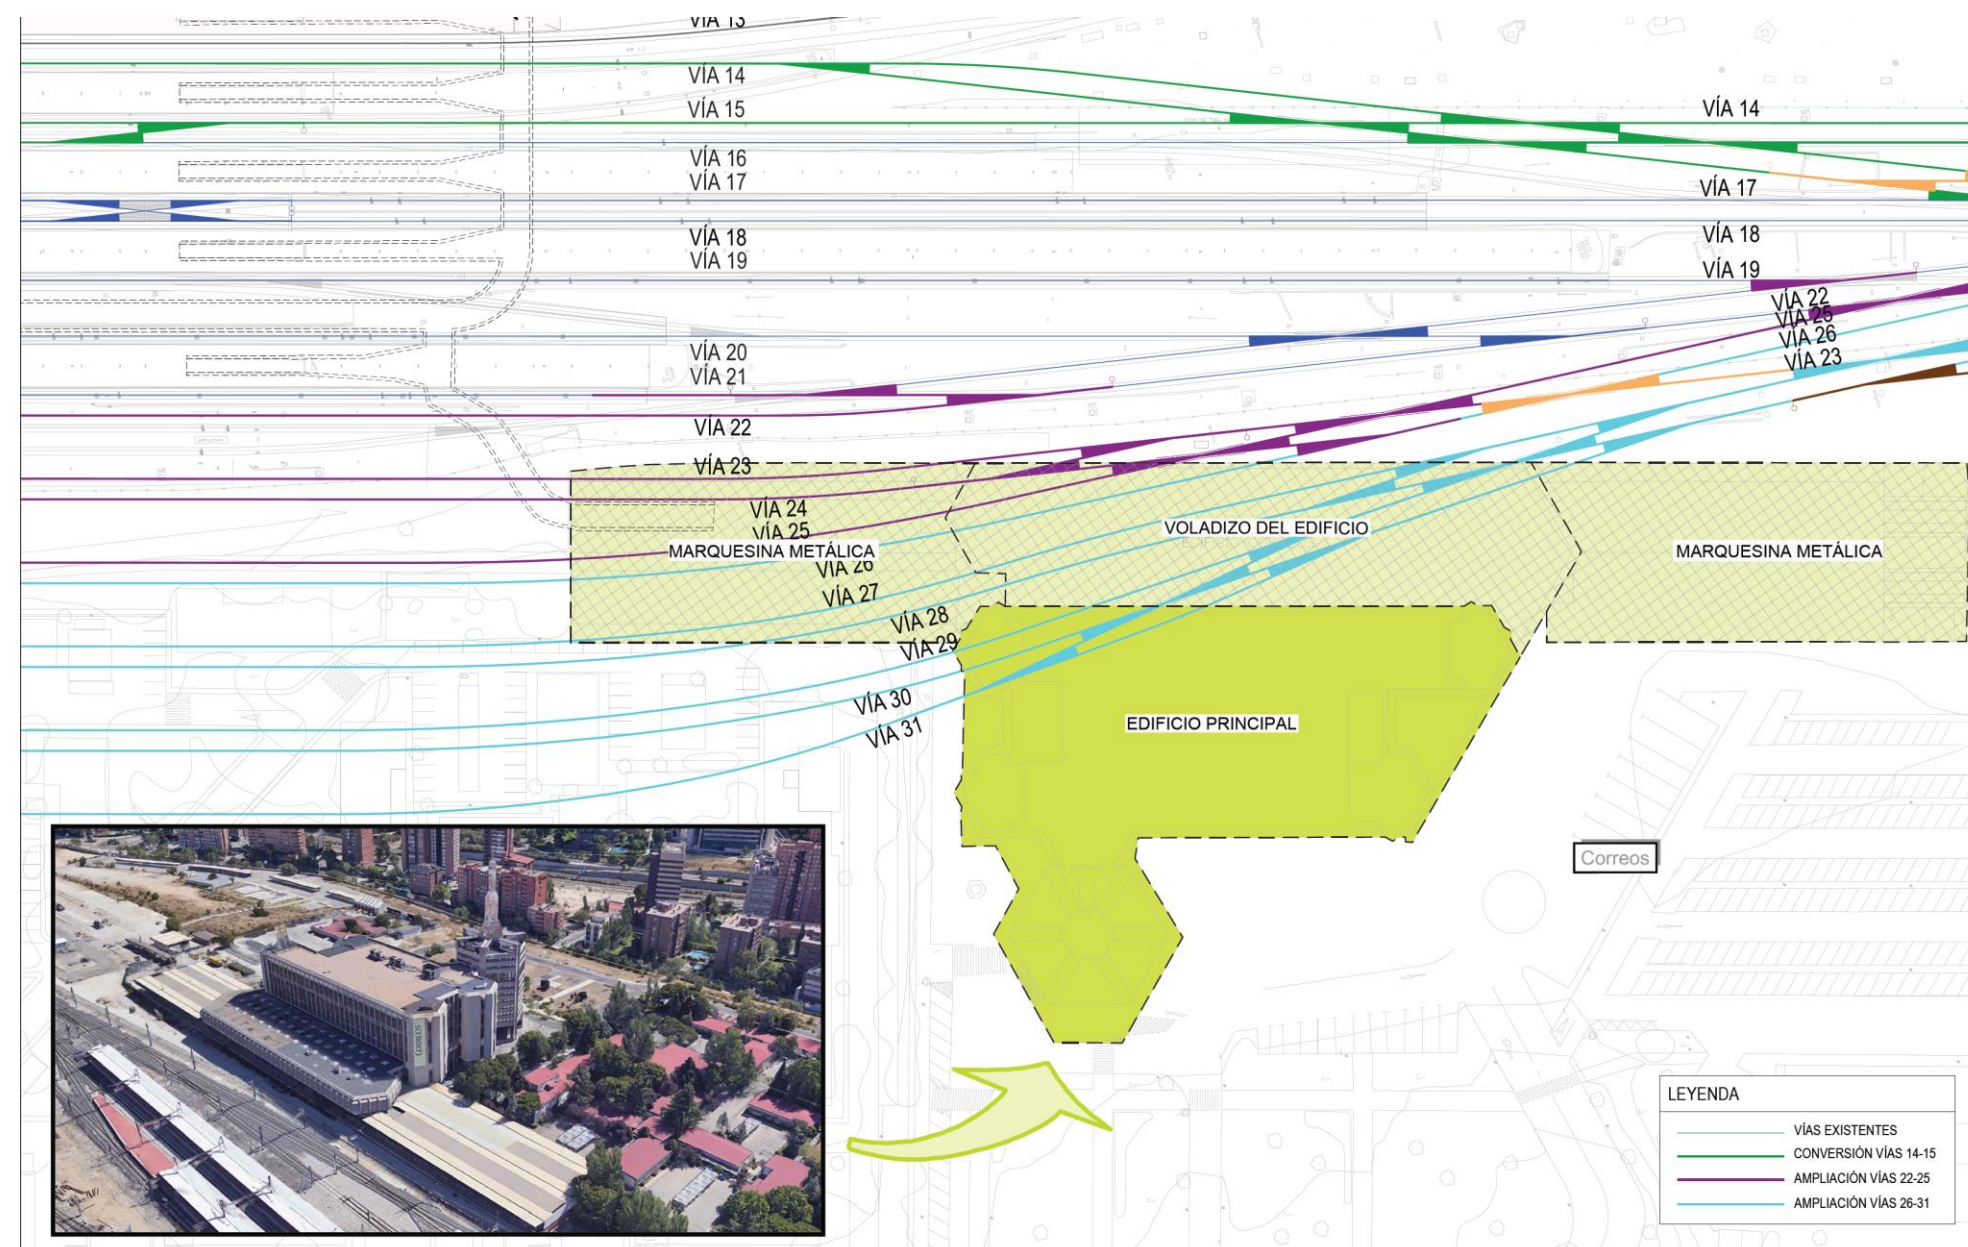 VÍA 13
VÍA 14
VÍA 15
VÍA 14
VÍA 16
VÍA 17
VÍA 17
VÍA 18
VÍA 19
VÍA 18
VÍA 19
VÍA 22
VÍA 25
VÍA 26
VÍA 23
VÍA 20
VÍA 21
VÍA 22
VÍA 23
VÍA 24
VÍA 25
MARQUESINA METÁLICA
VÍA 26
VÍA 27
VÍA 28
VÍA 29
VÍA 30
VÍA 31
VOLADIZO DEL EDIFICIO
MARQUESINA METÁLICA
EDIFICIO PRINCIPAL
Correos
CORREOS
LEYENDA
VÍAS EXISTENTES
CONVERSIÓN VÍAS 14-15
AMPLIACIÓN VÍAS 22-25
AMPLIACIÓN VÍAS 26-31